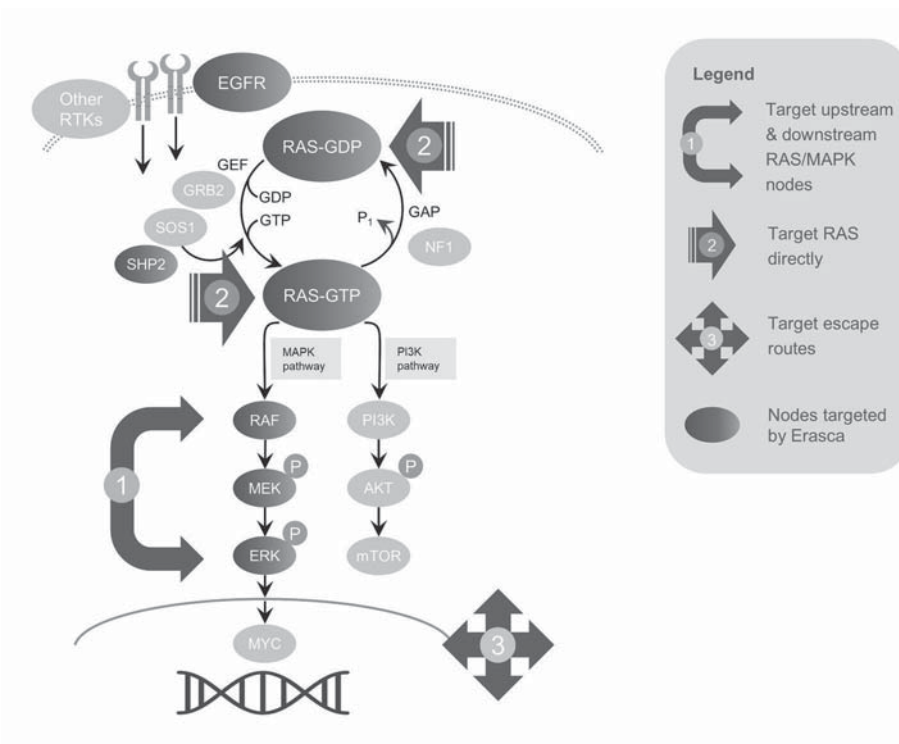 Other
RTKs
EGFR
RAS-GDP
2
GEF
GRB2
GDP
GTP
P1
GAP
SOS1
NF1
SHP2
2
RAS-GTP
MAPK
pathway
PI3K
pathway
RAF
PI3K
P
P
1
MEK
AKT
P
ERK
mTOR
MYC
3
Legend
1
Target upstream
& downstream
RAS/MAPK
nodes
2
Target RAS
directly
3
Target escape
routes
Nodes targeted
by Erasca